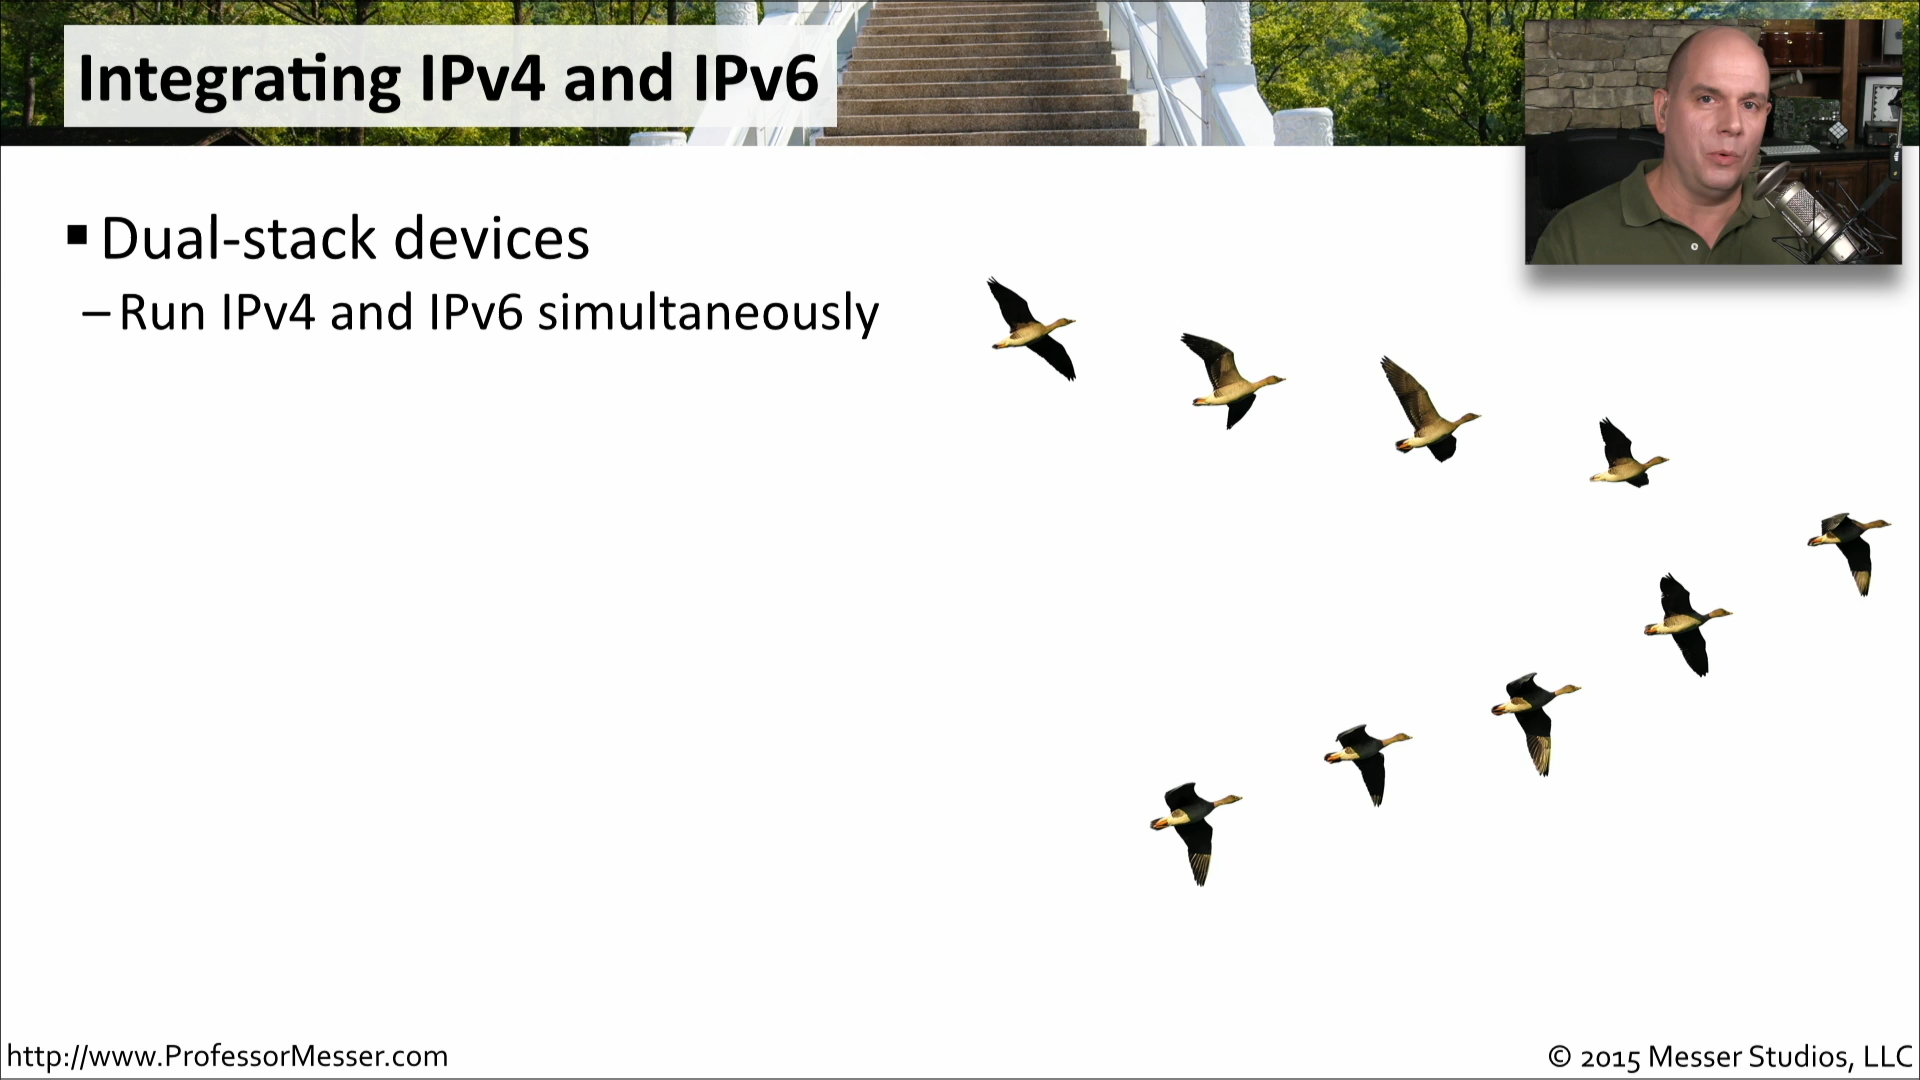 Integrating IPv4 and IPv6
▪ Dual-stack devices
– Run IPv4 and IPv6 simultaneously
http://www.ProfessorMesser.com
© 2015 Messer Studios, LLC